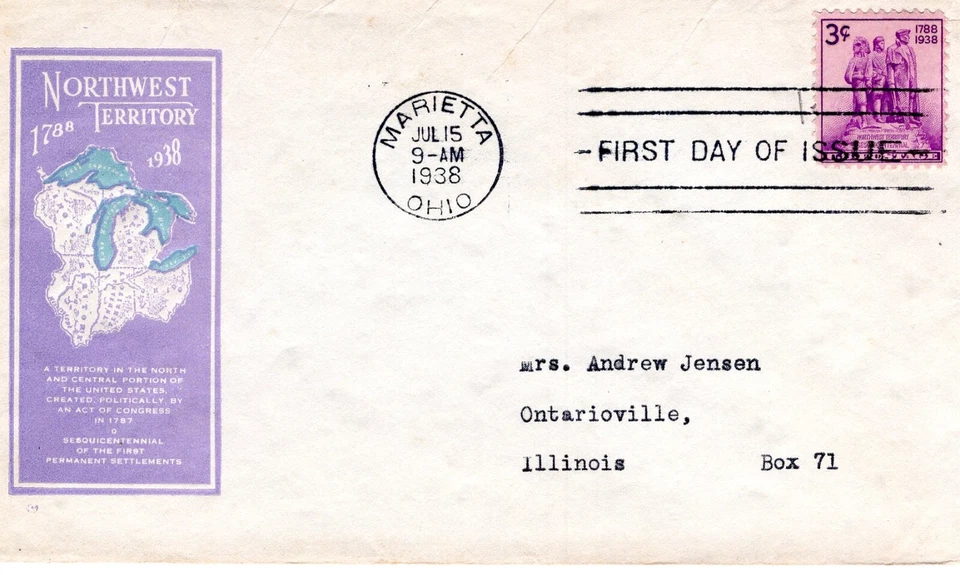 NORTHWEST
TERRITORY
1788
1938
A TERRITORY IN THE NORTH
AND CENTRAL PORTION OF
THE UNITED STATES,
CREATED, POLITICALLY, BY
AN ACT OF CONGRESS
IN 1787
SESQUICENTENNIAL
OF THE FIRST
PERMANENT SETTLEMENTS
MARIETTA
JUL 15
9-AM
1938
OHIO
FIRST DAY OF ISSUE
3¢
1788
1938
NORTHWEST TERRITORY
Mrs. Andrew Jensen
Ontarioville,
Illinois Box 71